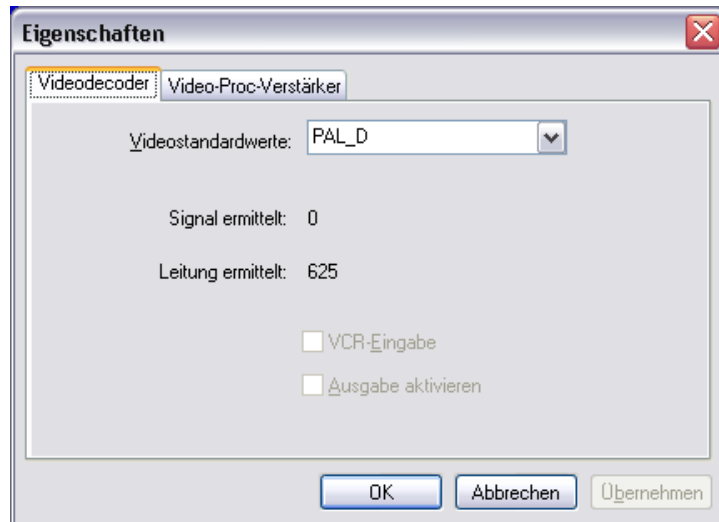 Eigenschaften
Videodecoder Video-Proc-Verstärker
Videostandardwerte: PAL_D
Signal ermittelt: 0
Leitung ermittelt: 625
VCR-Eingabe
Ausgabe aktivieren
OK Abbrechen Übernehmen